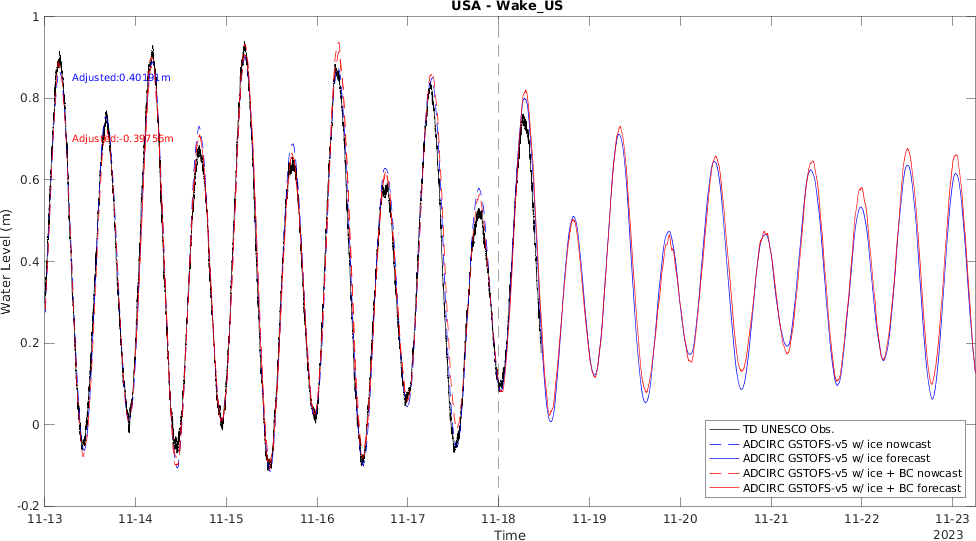 USA - Wake_US
1
0.8
0.6
0.4
0.2
0
-0.2
Water Level (m)
Adjusted:0.40191m
Adjusted:-0.39755m
TD UNESCO Obs.
ADCIRC GSTOFS-v5 w/ ice nowcast
ADCIRC GSTOFS-v5 w/ ice forecast
ADCIRC GSTOFS-v5 w/ ice + BC nowcast
ADCIRC GSTOFS-v5 w/ ice + BC forecast
11-13 11-14 11-15 11-16 11-17 11-18 11-19 11-20 11-21 11-22 11-23
Time 2023